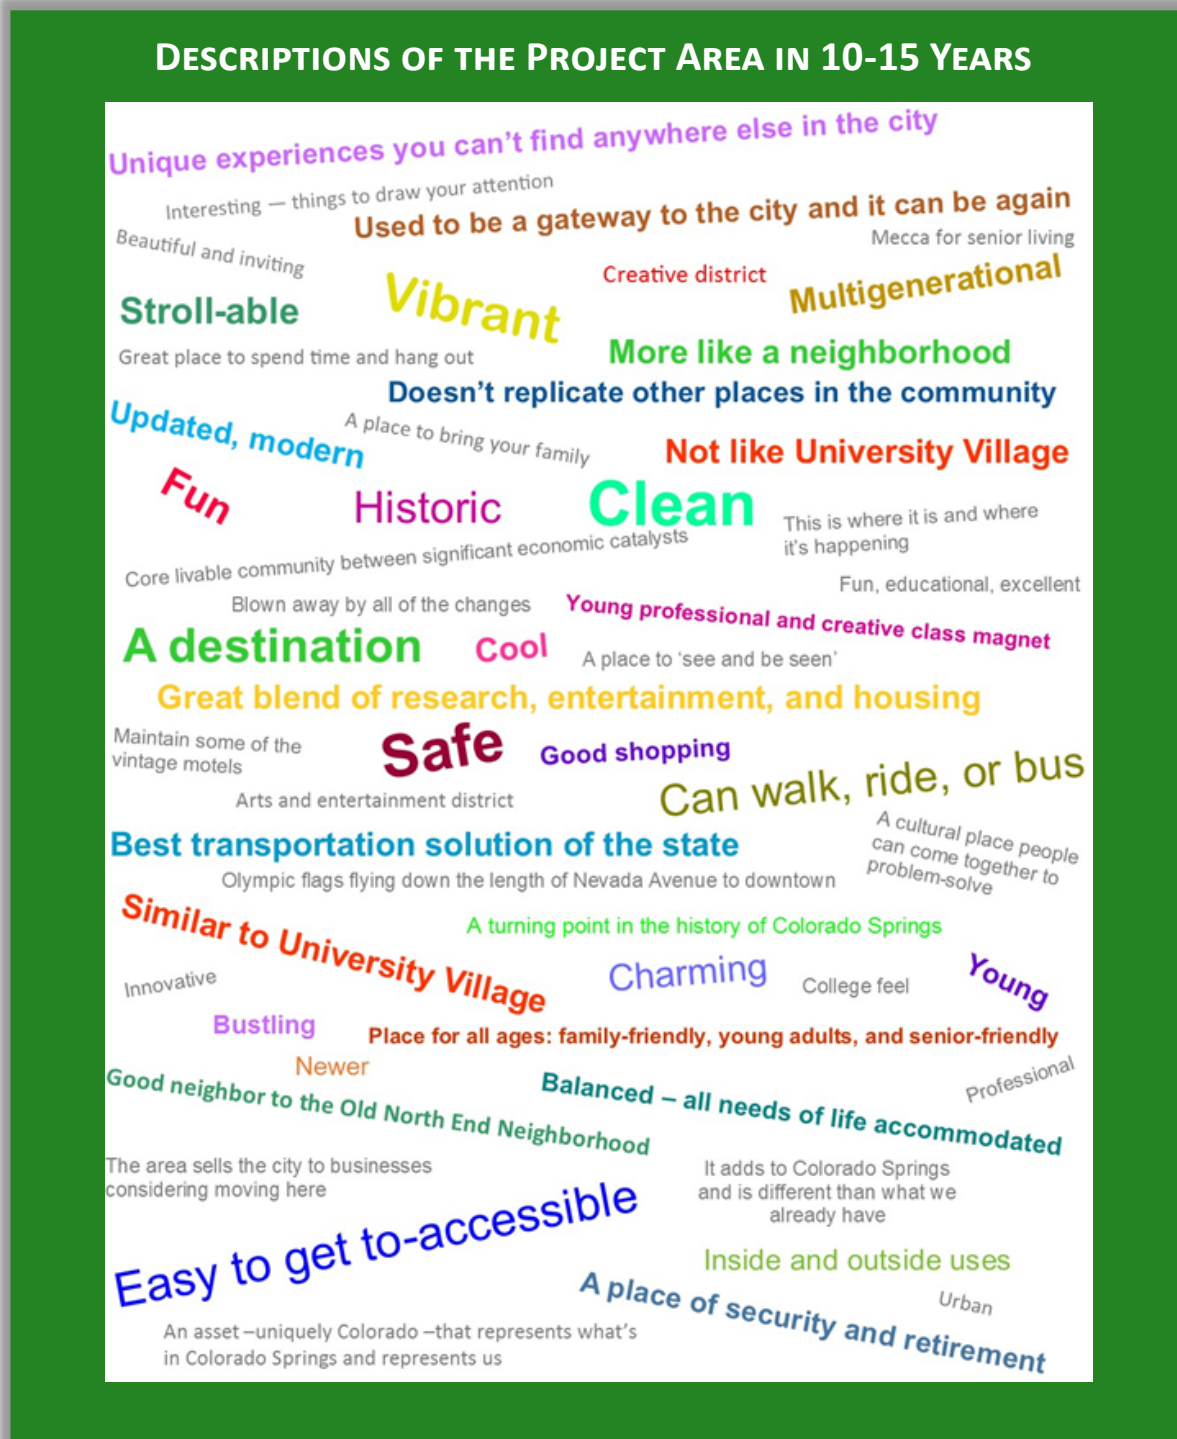 Descriptions of the Project Area in 10-15 Years
Unique experiences you can’t find anywhere else in the city
Interesting — things to draw your attention
Used to be a gateway to the city and it can be again
Beautiful and inviting
Mecca for senior living
Creative district
Vibrant
Multigenerational
Stroll-able
Great place to spend time and hang out
More like a neighborhood
Doesn’t replicate other places in the community
Updated, modern
A place to bring your family
Not like University Village
Fun
Historic
Clean
This is where it is and where
it’s happening
Core livable community between significant economic catalysts
Fun, educational, excellent
Blown away by all of the changes
Young professional and creative class magnet
A destination
Cool
A place to ‘see and be seen’
Great blend of research, entertainment, and housing
Maintain some of the
vintage motels
Safe
Good shopping
Can walk, ride, or bus
Arts and entertainment district
Best transportation solution of the state
A cultural place people
can come together to
problem-solve
Olympic flags flying down the length of Nevada Avenue to downtown
Similar to University Village
A turning point in the history of Colorado Springs
Charming
Young
Innovative
College feel
Bustling
Place for all ages: family-friendly, young adults, and senior-friendly
Newer
Good neighbor to the Old North End Neighborhood
Balanced – all needs of life accommodated
Professional
The area sells the city to businesses
considering moving here
It adds to Colorado Springs
and is different than what we
already have
Easy to get to-accessible
Inside and outside uses
A place of security and retirement
Urban
An asset –uniquely Colorado –that represents what’s
in Colorado Springs and represents us